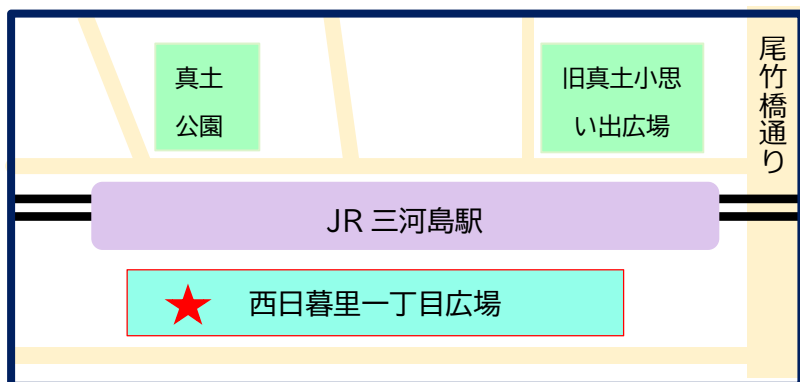 真土
公園
旧真土小思
い出広場
尾竹橋通り
JR 三河島駅
西日暮里一丁目広場